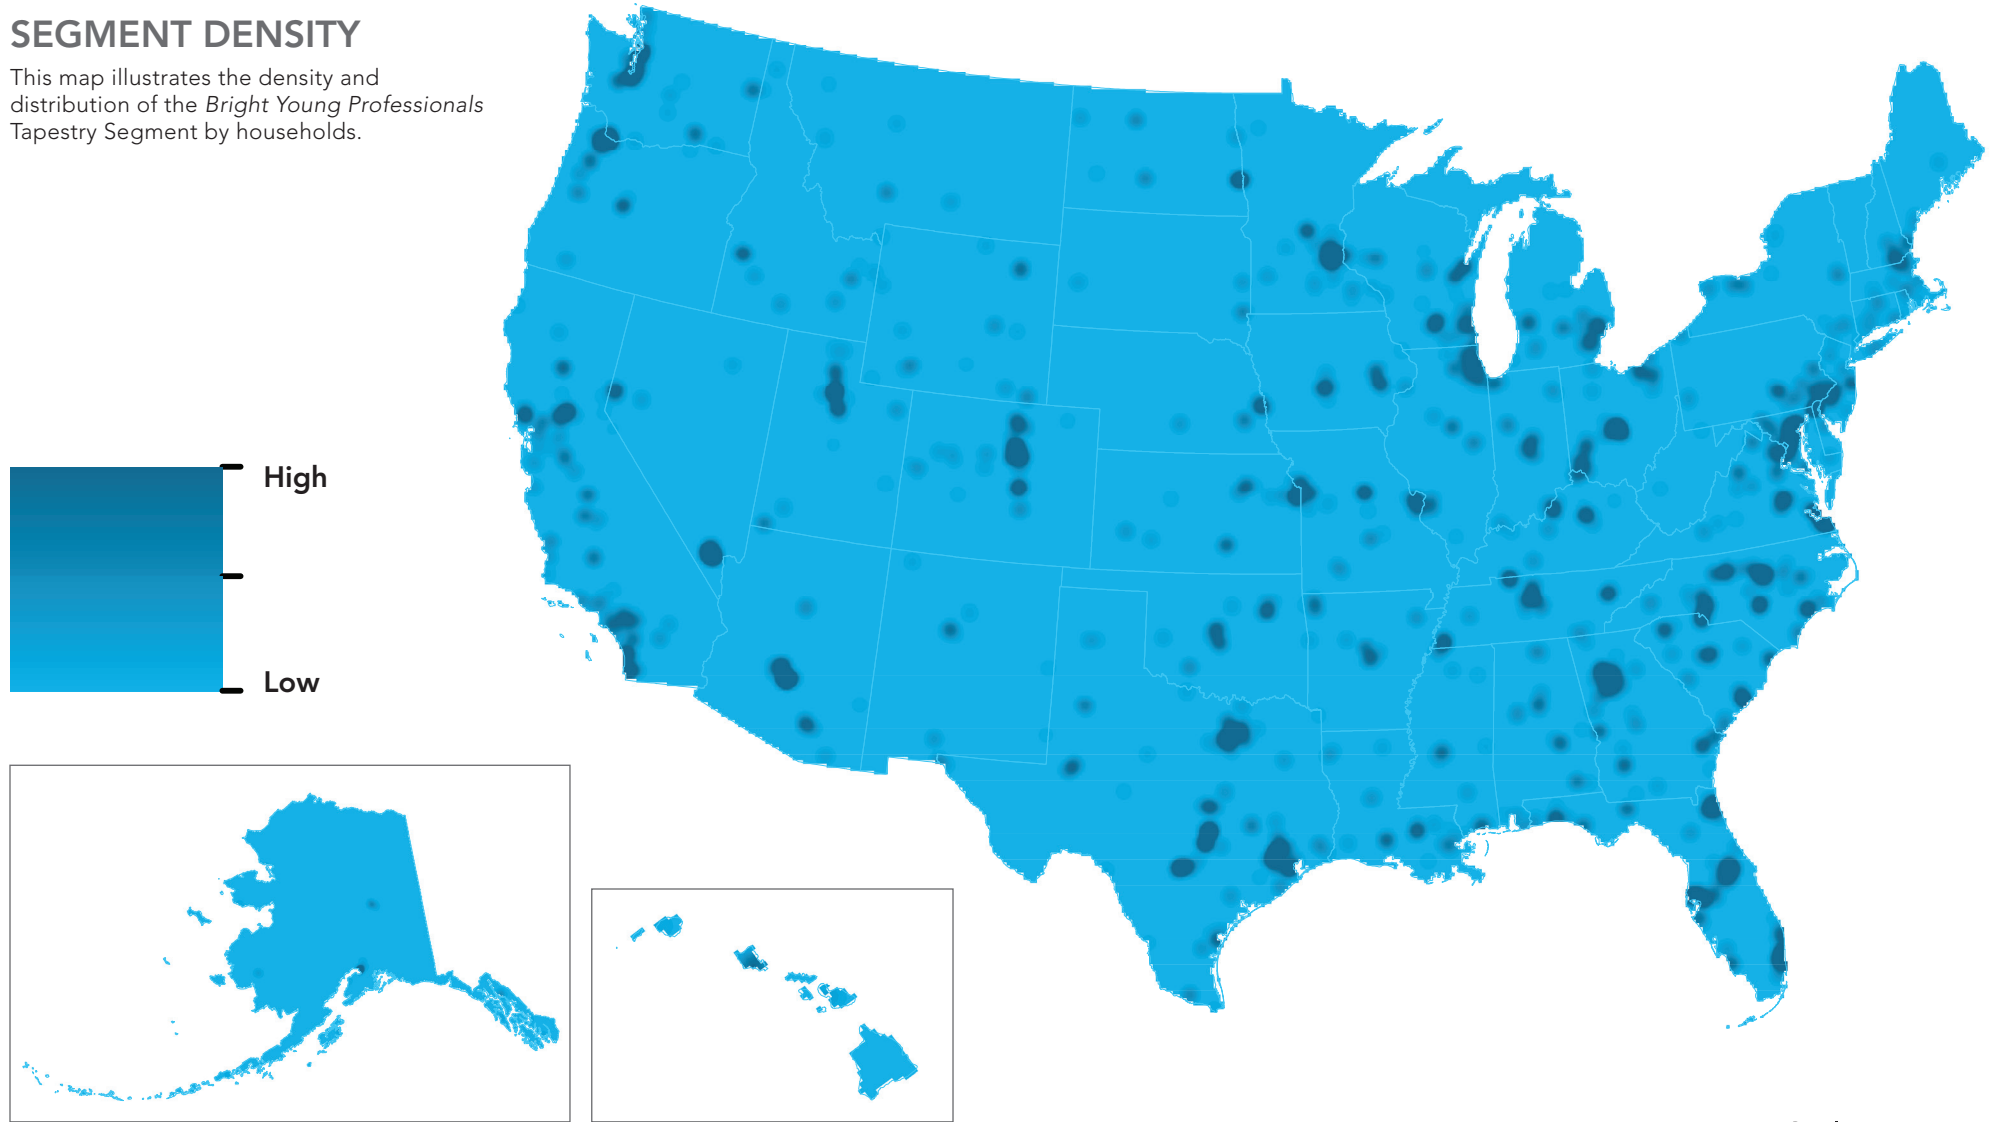 SEGMENT DENSITY
This map illustrates the density and
distribution of the Bright Young Professionals
Tapestry Segment by households.
High
Low